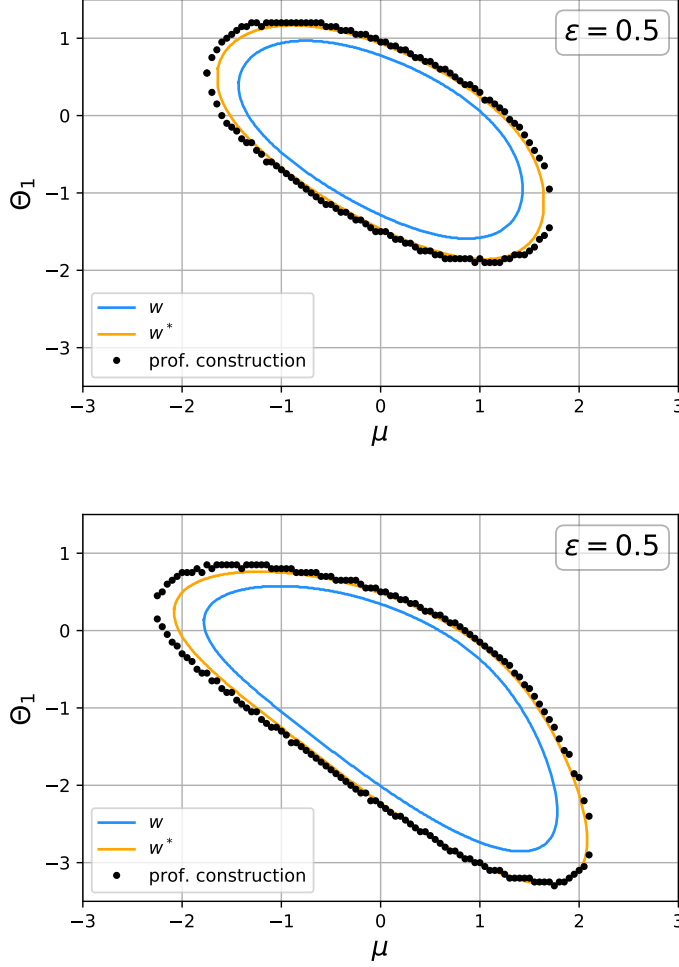 ε = 0.5
1
0
−1
−2
−3
Θ₁
w
w*
prof. construction
−3 −2 −1 0 1 2 3
μ
ε = 0.5
1
0
−1
−2
−3
Θ₁
w
w*
prof. construction
−3 −2 −1 0 1 2 3
μ